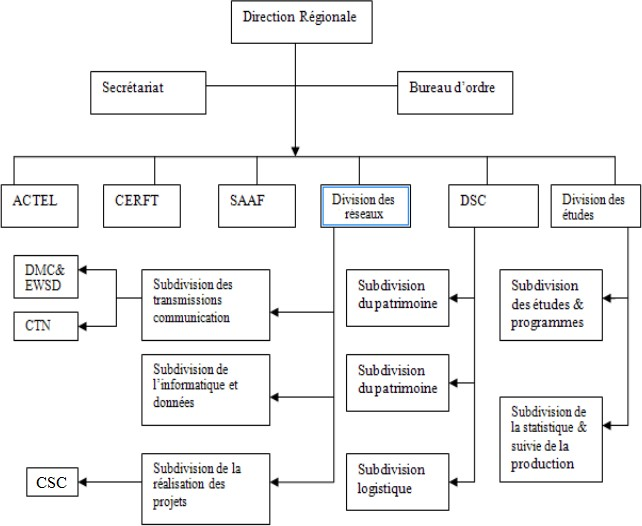 Direction Régionale
Secrétariat
Bureau d'ordre
ACTEL
CERFT
SAAF
Division des
réseaux
DSC
Division des
études
DMC&
EWSD
CTN
Subdivision des
transmissions
communication
Subdivision
du patrimoine
Subdivision
des études &
programmes
Subdivision de
l'informatique et
données
Subdivision
du patrimoine
Subdivision de
la statistique &
suivie de la
production
CSC
Subdivision de la
réalisation des
projets
Subdivision
logistique